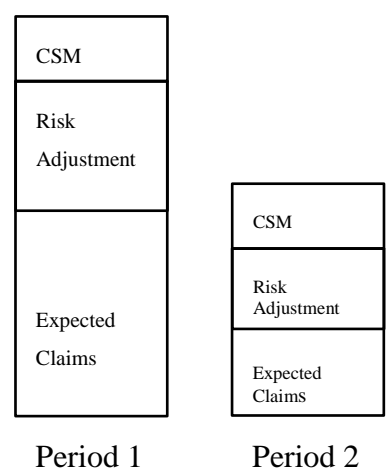 CSM
Risk
Adjustment
Expected
Claims
CSM
Risk
Adjustment
Expected
Claims
Period 1
Period 2